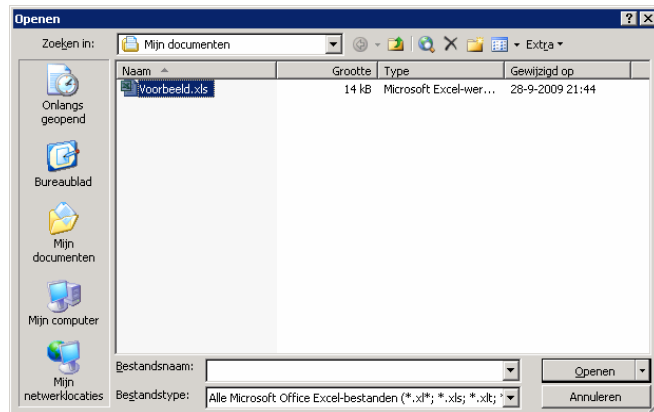 Openen
Zoeken in: Mijn documenten Extra
Naam Grootte Type Gewijzigd op
Voorbeeld.xls 14 kB Microsoft Excel-wer... 28-9-2009 21:44
Onlangs
geopend
Bureaublad
Mijn
documenten
Mijn computer
Mijn
netwerklocaties
Bestandsnaam: Openen
Bestandstype: Alle Microsoft Office Excel-bestanden (*.xl*; *.xls; *.xlt; Annuleren